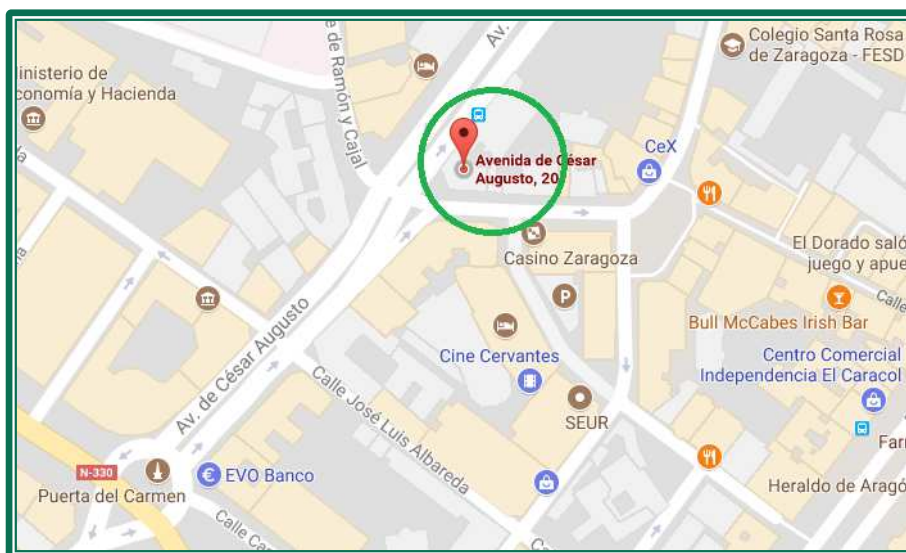 Av.
e de Ramón y Cajal
Colegio Santa Rosa
de Zaragoza - FESD
inisterio de
conomía y Hacienda
Avenida de César
Augusto, 20
CeX
Casino Zaragoza
P
El Dorado saló
juego y apue
Calle
Bull McCabes Irish Bar
Av. de César Augusto
Cine Cervantes
Centro Comercial
Independencia El Caracol
SEUR
Calle José Luis Albareda
N-330
Puerta del Carmen
€
EVO Banco
Farr
Heraldo de Aragó
Calle Ca